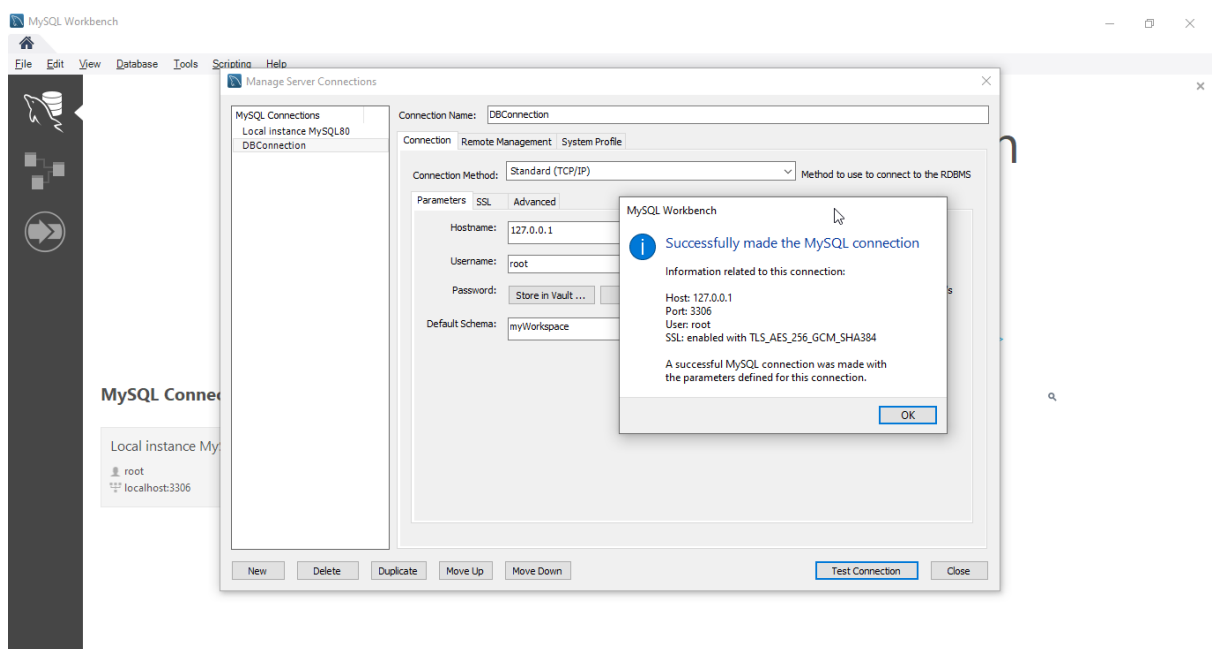 MySQL Workbench
File Edit View Database Tools Scripting Help
Manage Server Connections
MySQL Connections
Local instance MySQL80
DBConnection
Connection Name: DBConnection
Connection Remote Management System Profile
Connection Method: Standard (TCP/IP) Method to use to connect to the RDBMS
Parameters SSL Advanced
Hostname: 127.0.0.1
Username: root
Password: Store in Vault ...
Default Schema: myWorkspace
MySQL Workbench
Successfully made the MySQL connection
Information related to this connection:
Host: 127.0.0.1
Port: 3306
User: root
SSL: enabled with TLS_AES_256_GCM_SHA384
A successful MySQL connection was made with
the parameters defined for this connection.
OK
New Delete Duplicate Move Up Move Down Test Connection Close
MySQL Connec
Local instance My
root
localhost:3306